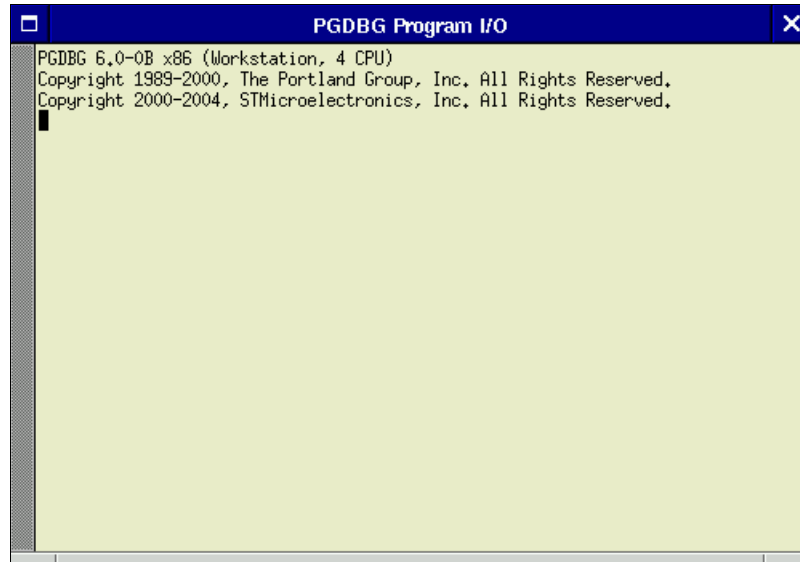 PGDBG Program I/O
PGDBG 6.0-0B x86 (Workstation, 4 CPU)
Copyright 1989-2000, The Portland Group, Inc. All Rights Reserved.
Copyright 2000-2004, STMicroelectronics, Inc. All Rights Reserved.